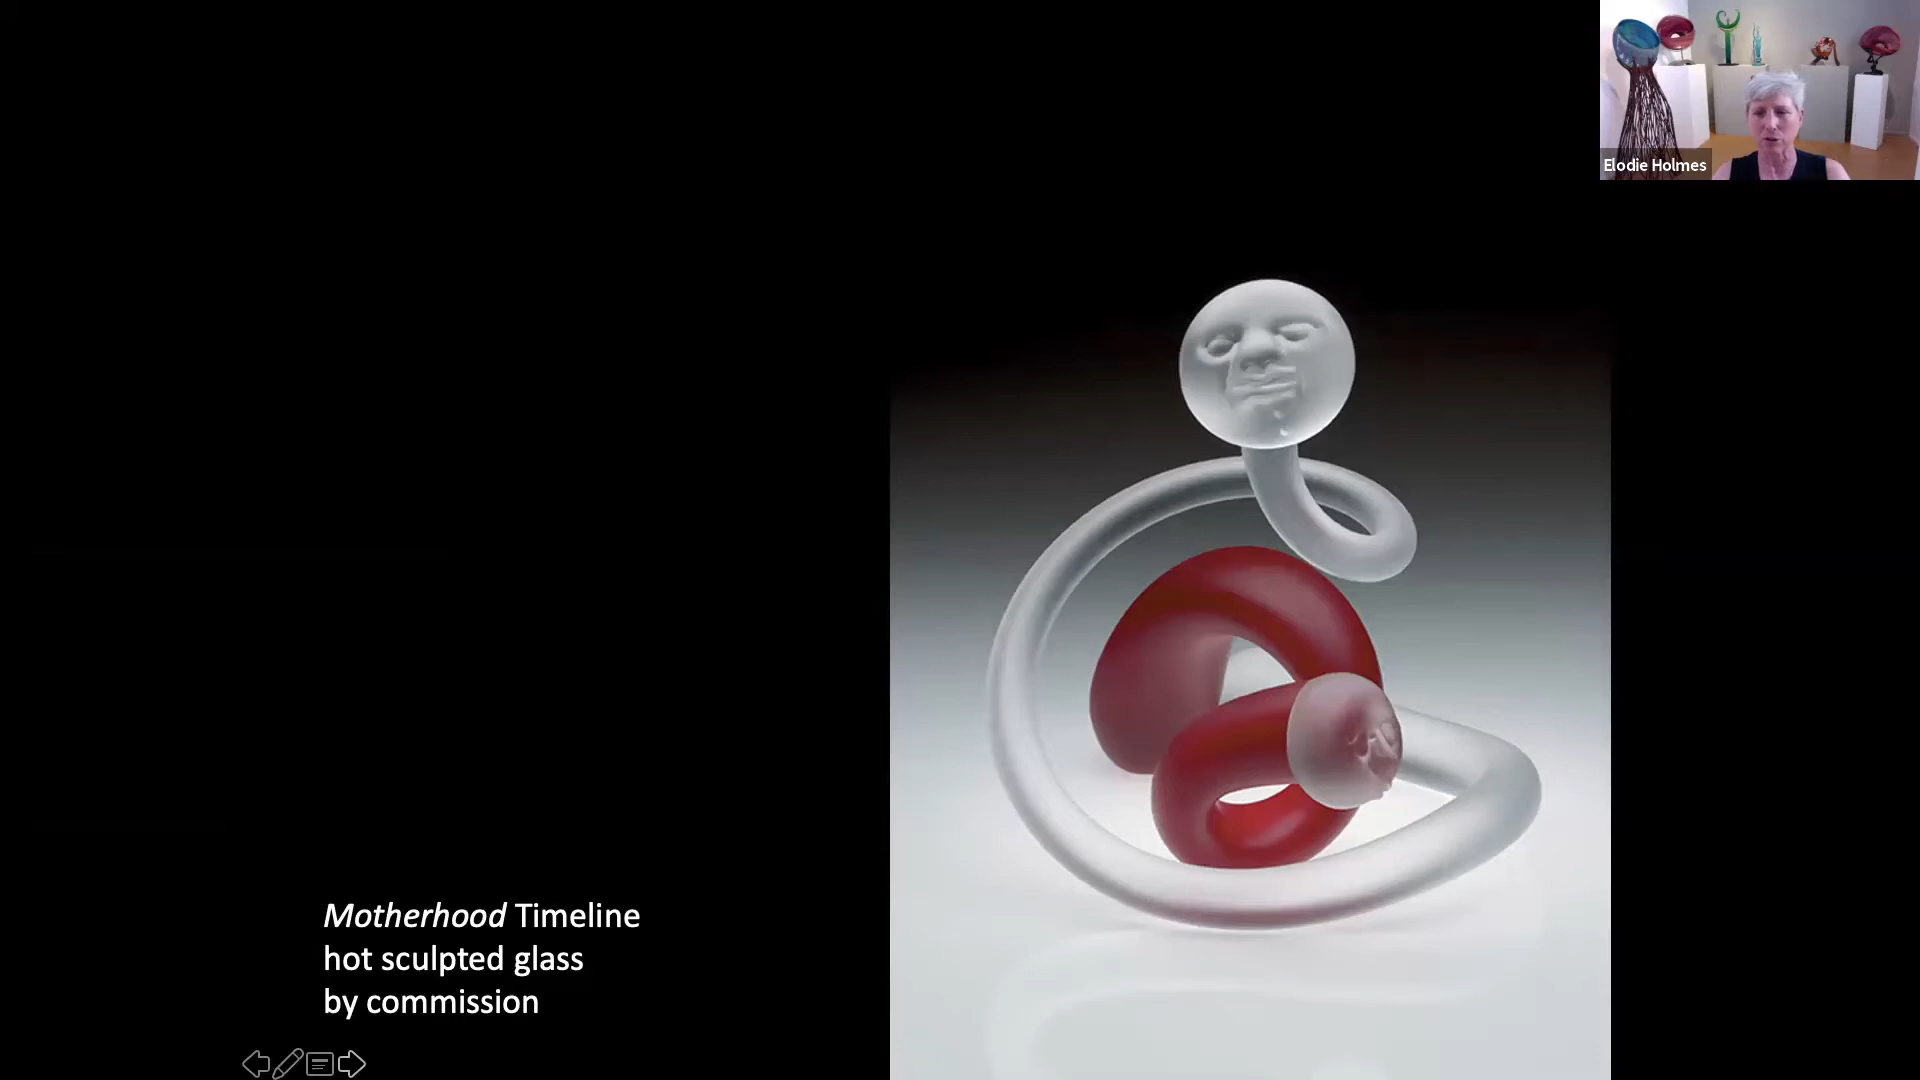 Elodie Holmes
Motherhood Timeline
hot sculpted glass
by commission